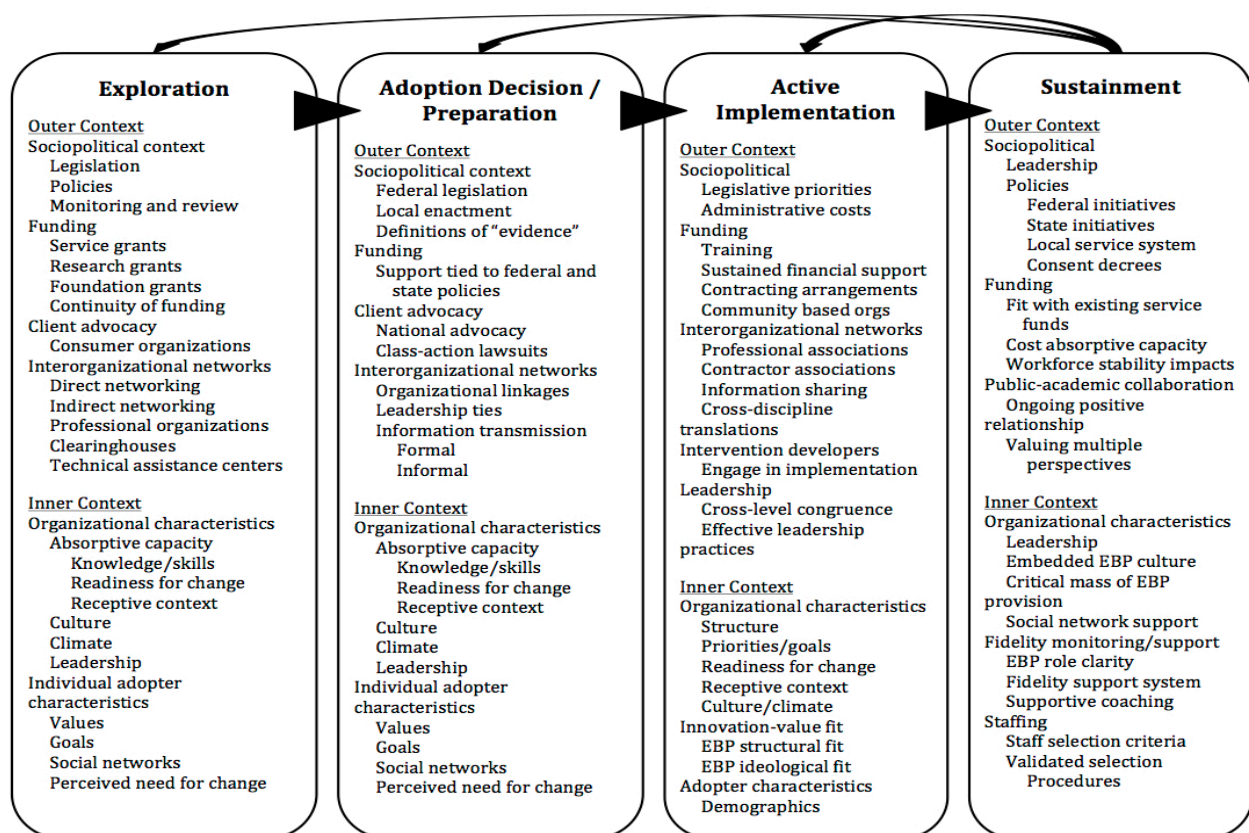 Exploration
Outer Context
Sociopolitical context
Legislation
Policies
Monitoring and review
Funding
Service grants
Research grants
Foundation grants
Continuity of funding
Client advocacy
Consumer organizations
Interorganizational networks
Direct networking
Indirect networking
Professional organizations
Clearinghouses
Technical assistance centers
Inner Context
Organizational characteristics
Absorptive capacity
Knowledge/skills
Readiness for change
Receptive context
Culture
Climate
Leadership
Individual adopter
characteristics
Values
Goals
Social networks
Perceived need for change
Adoption Decision /
Preparation
Outer Context
Sociopolitical context
Federal legislation
Local enactment
Definitions of “evidence”
Funding
Support tied to federal and
state policies
Client advocacy
National advocacy
Class-action lawsuits
Interorganizational networks
Organizational linkages
Leadership ties
Information transmission
Formal
Informal
Inner Context
Organizational characteristics
Absorptive capacity
Knowledge/skills
Readiness for change
Receptive context
Culture
Climate
Leadership
Individual adopter
characteristics
Values
Goals
Social networks
Perceived need for change
Active
Implementation
Outer Context
Sociopolitical
Legislative priorities
Administrative costs
Funding
Training
Sustained financial support
Contracting arrangements
Community based orgs
Interorganizational networks
Professional associations
Contractor associations
Information sharing
Cross-discipline
translations
Intervention developers
Engage in implementation
Leadership
Cross-level congruence
Effective leadership
practices
Inner Context
Organizational characteristics
Structure
Priorities/goals
Readiness for change
Receptive context
Culture/climate
Innovation-value fit
EBP structural fit
EBP ideological fit
Adopter characteristics
Demographics
Sustainment
Outer Context
Sociopolitical
Leadership
Policies
Federal initiatives
State initiatives
Local service system
Consent decrees
Funding
Fit with existing service
funds
Cost absorptive capacity
Workforce stability impacts
Public-academic collaboration
Ongoing positive
relationship
Valuing multiple
perspectives
Inner Context
Organizational characteristics
Leadership
Embedded EBP culture
Critical mass of EBP
provision
Social network support
Fidelity monitoring/support
EBP role clarity
Fidelity support system
Supportive coaching
Staffing
Staff selection criteria
Validated selection
Procedures